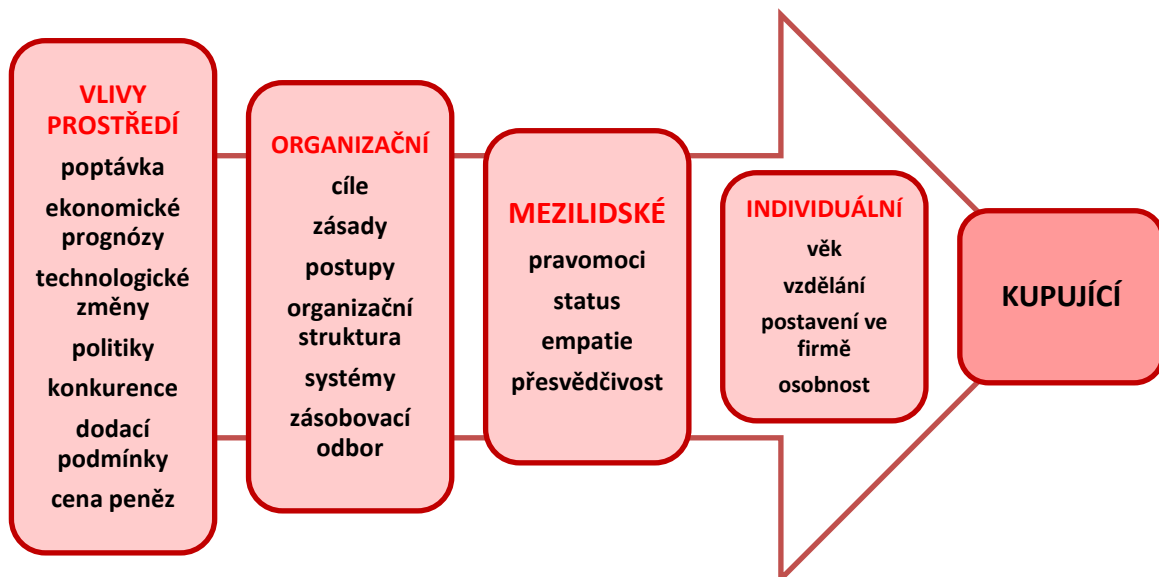 VLIVY
PROSTŘEDÍ
poptávka
ekonomické
prognózy
technologické
změny
politiky
konkurence
dodací
podmínky
cena peněz
ORGANIZAČNÍ
cíle
zásady
postupy
organizační
struktura
systémy
zásobovací
odbor
MEZILIDSKÉ
pravomoci
status
empatie
přesvědčivost
INDIVIDUÁLNÍ
věk
vzdělání
postavení ve
firmě
osobnost
KUPUJÍCÍ